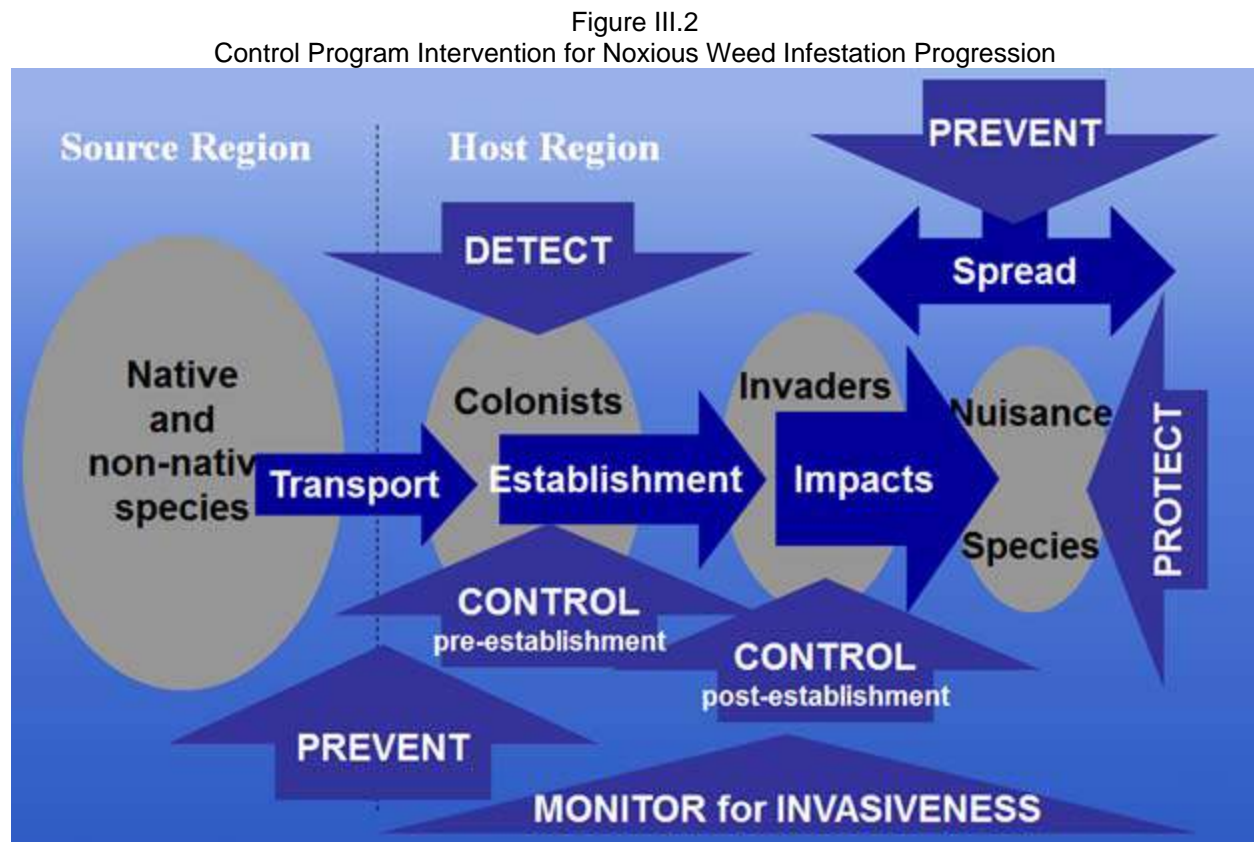 Figure III.2
Control Program Intervention for Noxious Weed Infestation Progression
Source Region
Host Region
PREVENT
DETECT
Spread
Native
and
non-nativ
species
Colonists
Invaders
Nuisance
Species
Transport
Establishment
Impacts
PROTECT
CONTROL
pre-establishment
CONTROL
post-establishment
PREVENT
MONITOR for INVASIVENESS